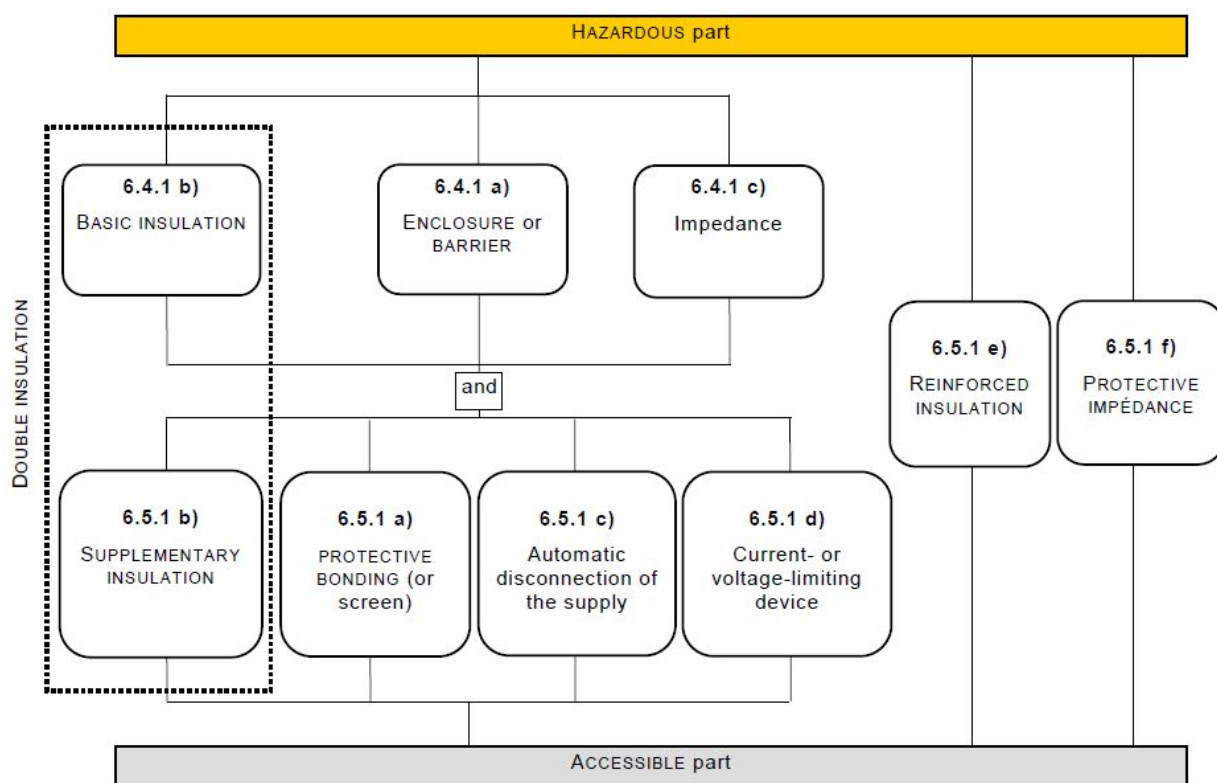 HAZARDOUS part
6.4.1 b)
BASIC INSULATION
6.4.1 a)
ENCLOSURE or
BARRIER
6.4.1 c)
Impedance
DOUBLE INSULATION
6.5.1 e)
REINFORCED
INSULATION
6.5.1 f)
PROTECTIVE
IMPÉDANCE
and
6.5.1 b)
SUPPLEMENTARY
INSULATION
6.5.1 a)
PROTECTIVE
BONDING (or
screen)
6.5.1 c)
Automatic
disconnection of
the supply
6.5.1 d)
Current- or
voltage-limiting
device
ACCESSIBLE part